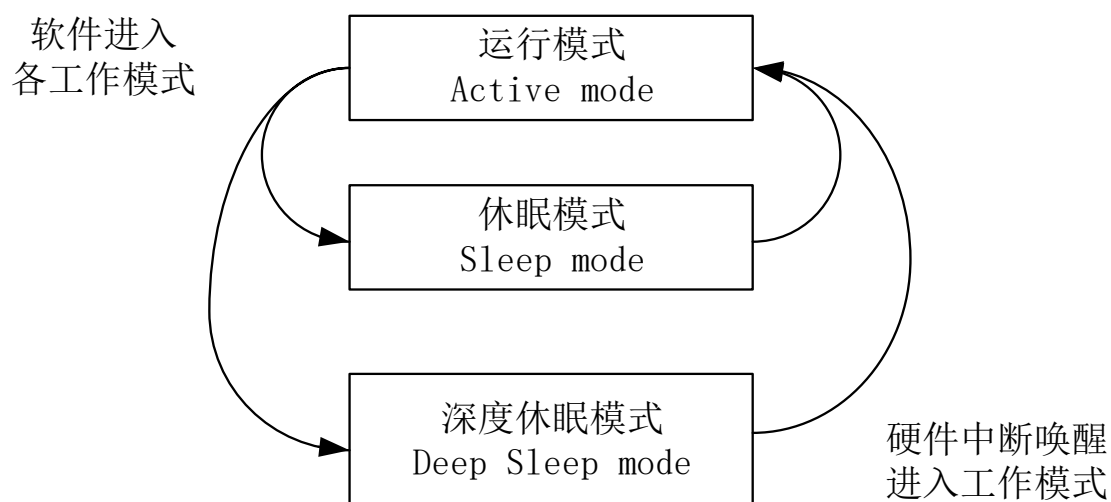 软件进入
各工作模式
运行模式
Active mode
休眠模式
Sleep mode
深度休眠模式
Deep Sleep mode
硬件中断唤醒
进入工作模式